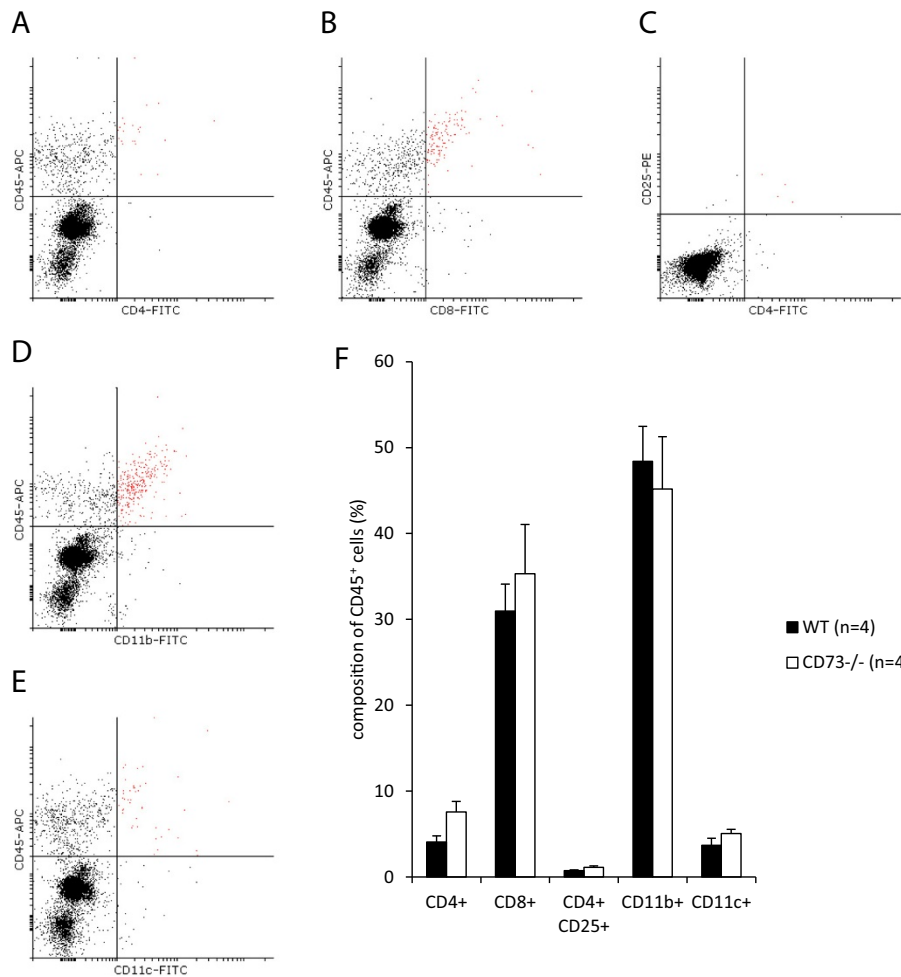 A
B
C
CD45-APC
CD4-FITC
CD45-APC
CD8-FITC
CD25-PE
CD4-FITC
D
CD45-APC
CD11b-FITC
E
CD45-APC
CD11c-FITC
F
composition of CD45+ cells (%)
60
50
40
30
20
10
0
CD4+
CD8+
CD4+
CD25+
CD11b+
CD11c+
WT (n=4)
CD73-/- (n=4